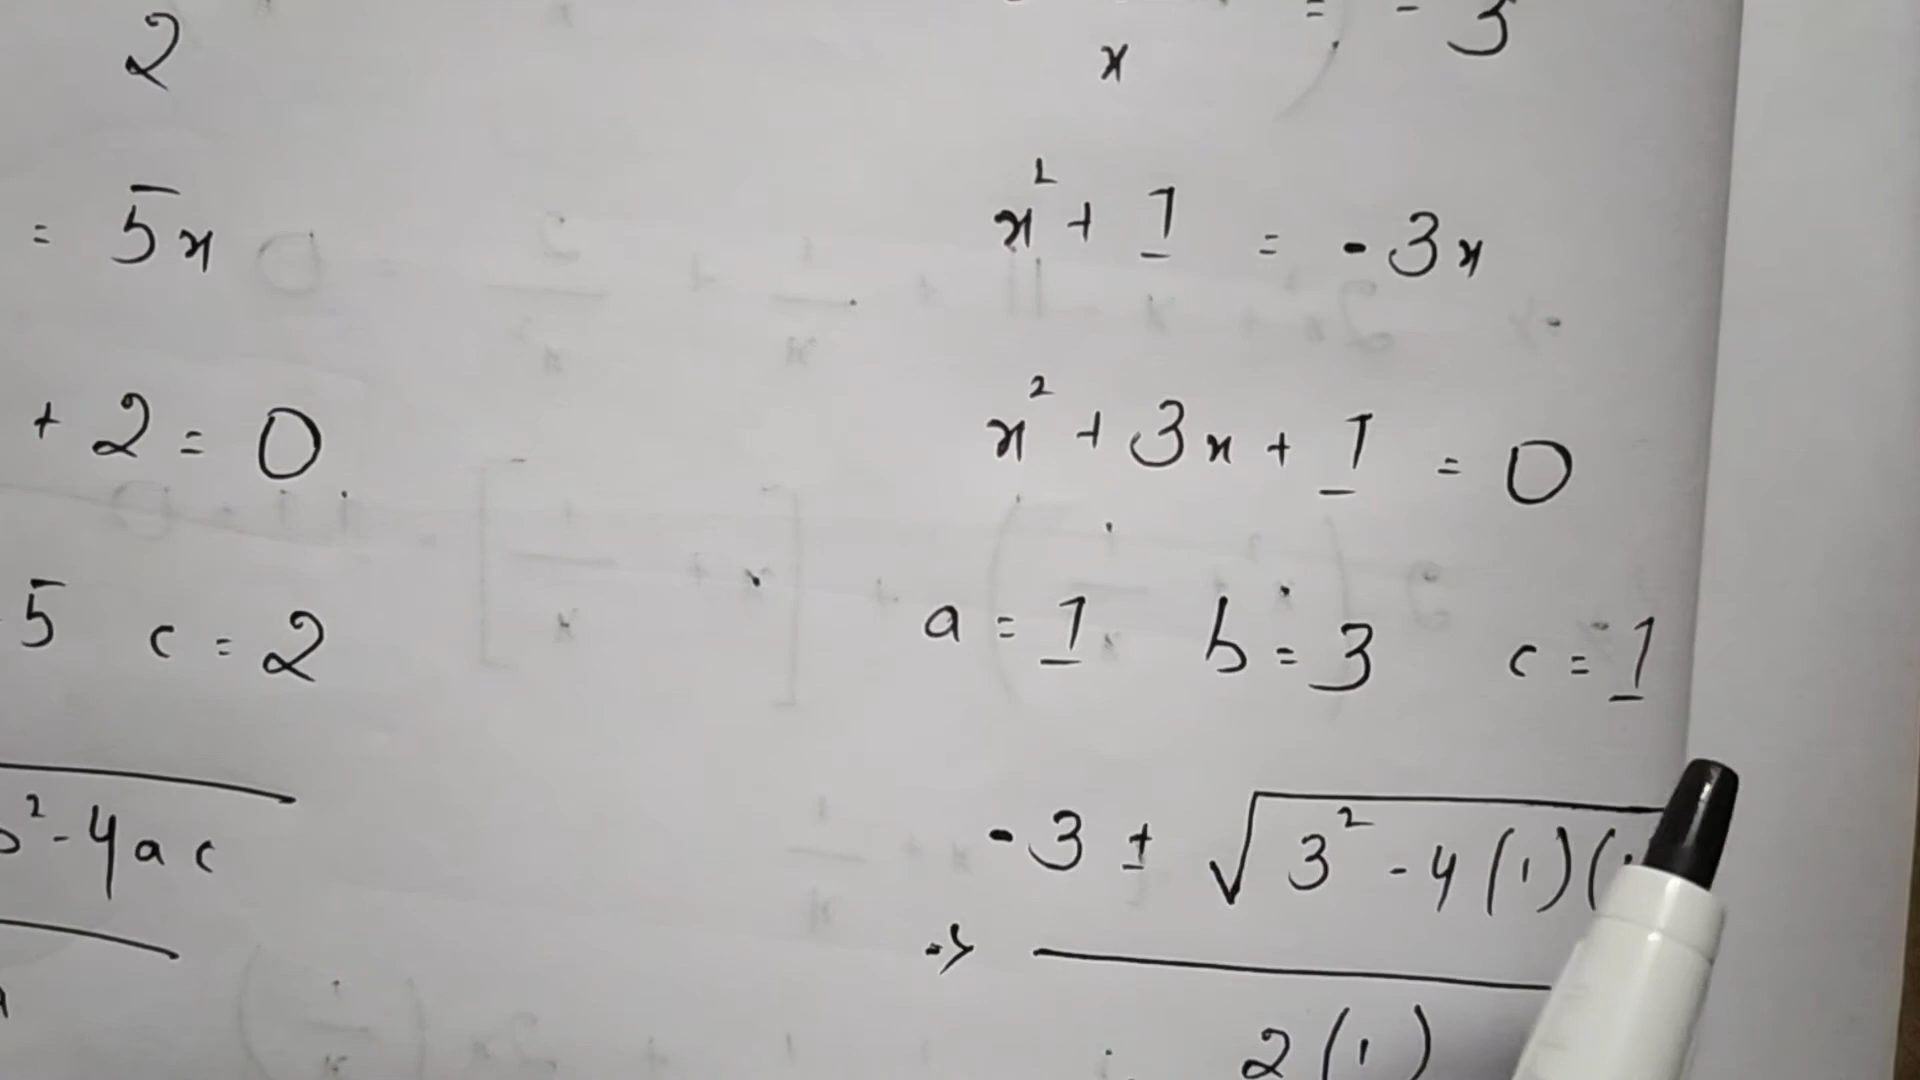 2
= 5x
+ 2 = 0
5 c = 2
b² - 4ac
x = - 3
x² + 1 = - 3x
x² + 3x + 1 = 0
a = 1 b = 3 c = 1
-3 ± √3² - 4(1)(
→
2(1)